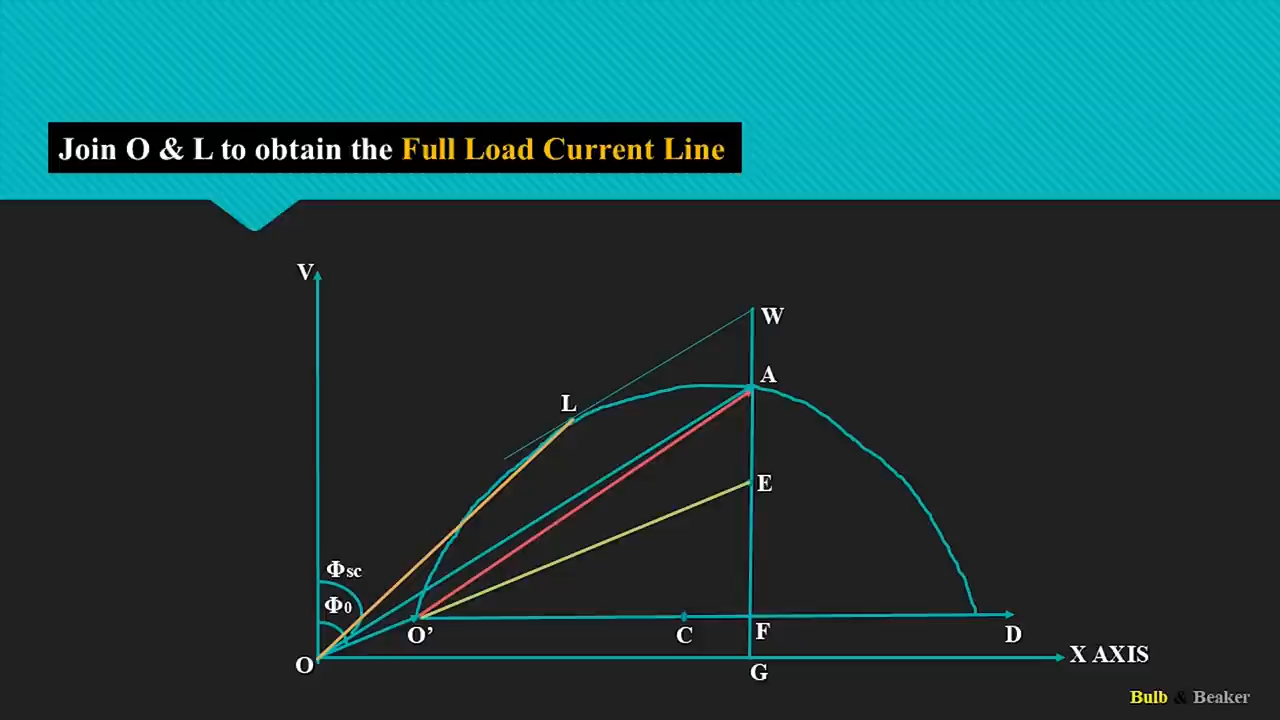 Join O & L to obtain the Full Load Current Line
V
W
A
L
E
Φsc
Φ0
O'
C
F
D
O
X AXIS
G
Bulb & Beaker